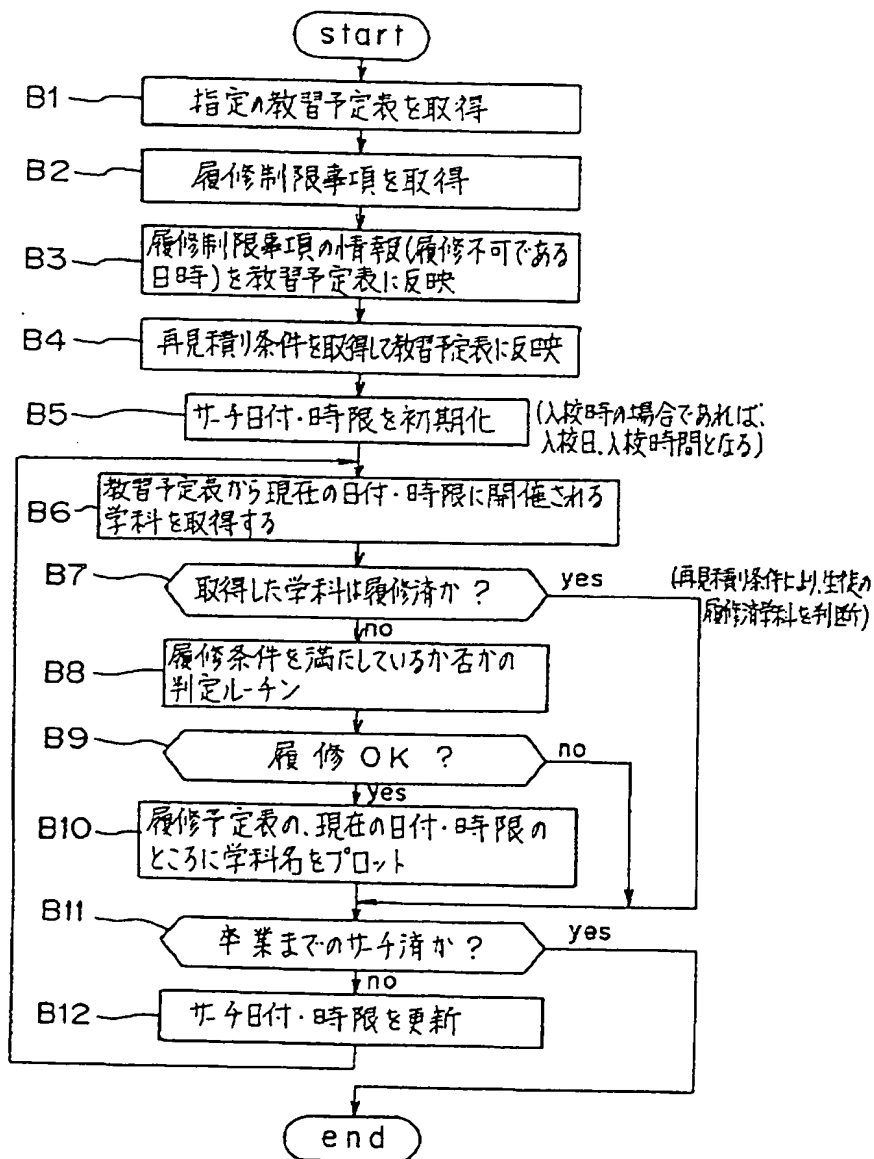 start
B1
指定の教習予定表を取得
B2
履修制限事項を取得
B3
履修制限事項の情報(履修不可である
日時)を教習予定表に反映
B4
再見積り条件を取得して教習予定表に反映
B5
サーチ日付・時限を初期化
(入校時の場合であれば、
入校日、入校時間となる)
B6
教習予定表から現在の日付・時限に開催される
学科を取得する
B7
取得した学科は履修済か?
yes
(再見積り条件により、生徒の
履修済学科を判断)
no
B8
履修条件を満たしているか否かの
判定ルーチン
B9
履修OK?
no
yes
B10
履修予定表の、現在の日付・時限の
ところに学科名をプロット
B11
卒業までのサーチ済か?
yes
no
B12
サーチ日付・時限を更新
end